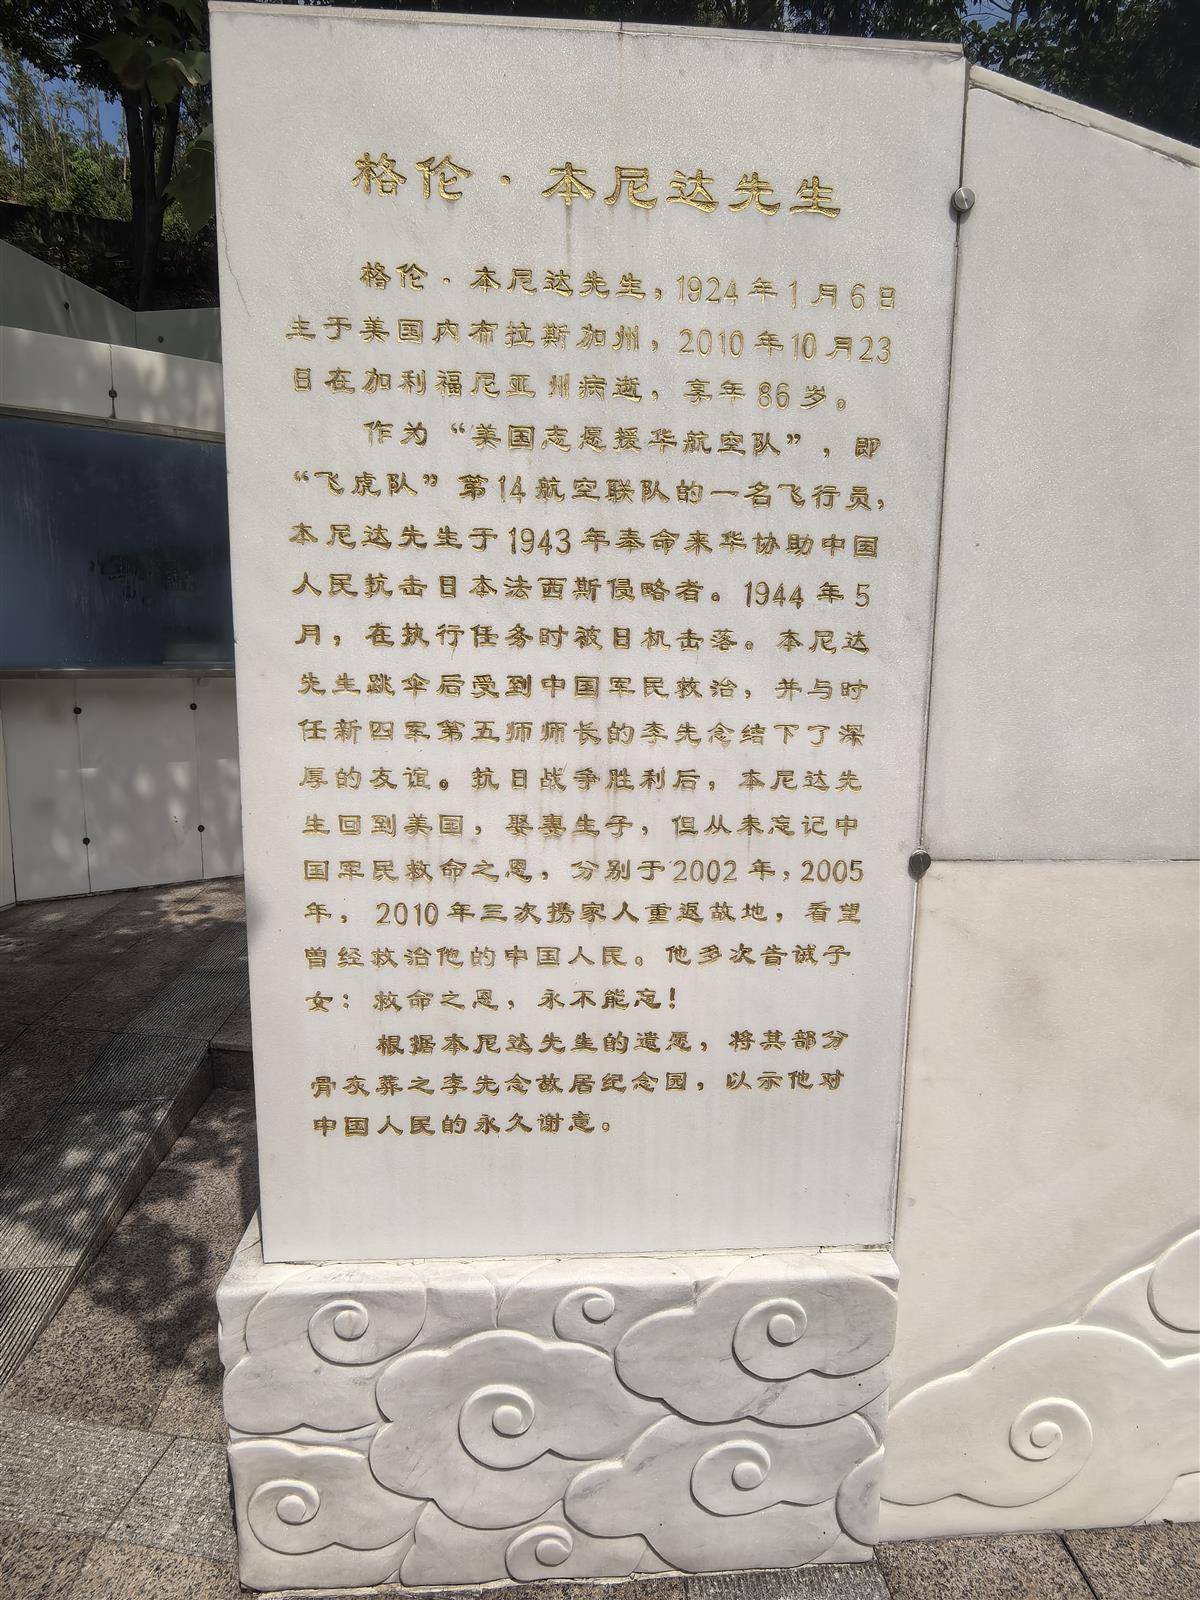 格伦·本尼达先生
格伦·本尼达先生，1924年1月6日
生于美国内布拉斯加州，2010年10月23
日在加利福尼亚州病逝，享年86岁。
作为“美国志愿援华航空队”，即
“飞虎队”第14航空联队的一名飞行员，
本尼达先生于1943年奉命来华协助中国
人民抗击日本法西斯侵略者。1944年5
月，在执行任务时被日机击落。本尼达
先生跳伞后受到中国军民救治，并与时
任新四军第五师师长的李先念结下了深
厚的友谊。抗日战争胜利后，本尼达先
生回到美国，娶妻生子，但从未忘记中
国军民救命之恩，分别于2002年，2005
年，2010年三次携家人重返故地，看望
曾经救治他的中国人民。他多次告诫子
女：救命之恩，永不能忘！
根据本尼达先生的遗愿，将其部分
骨灰葬之李先念故居纪念园，以示他对
中国人民的永久谢意。